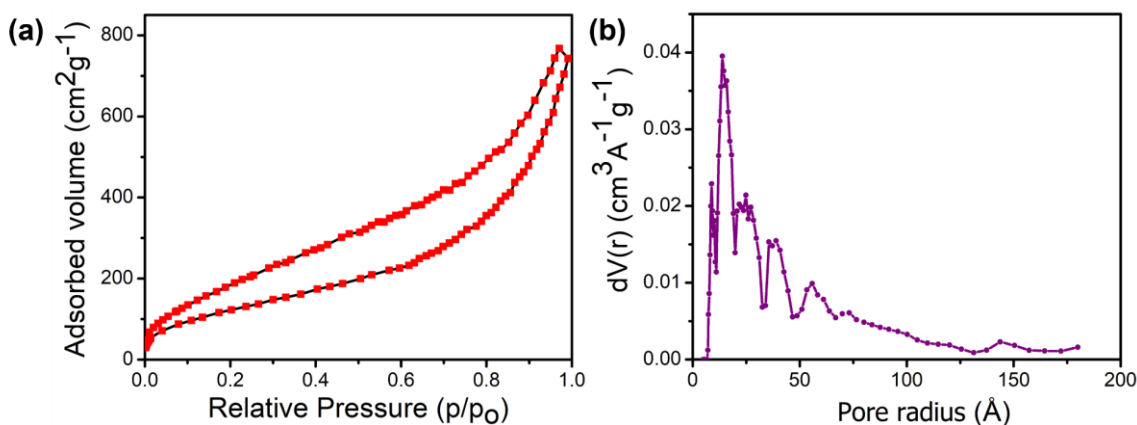 (a)
Adsorbed volume (cm²g⁻¹)
800
600
400
200
0
0.0 0.2 0.4 0.6 0.8 1.0
Relative Pressure (p/pₒ)
(b)
dV(r) (cm³A⁻¹g⁻¹)
0.04
0.03
0.02
0.01
0.00
0 50 100 150 200
Pore radius (Å)